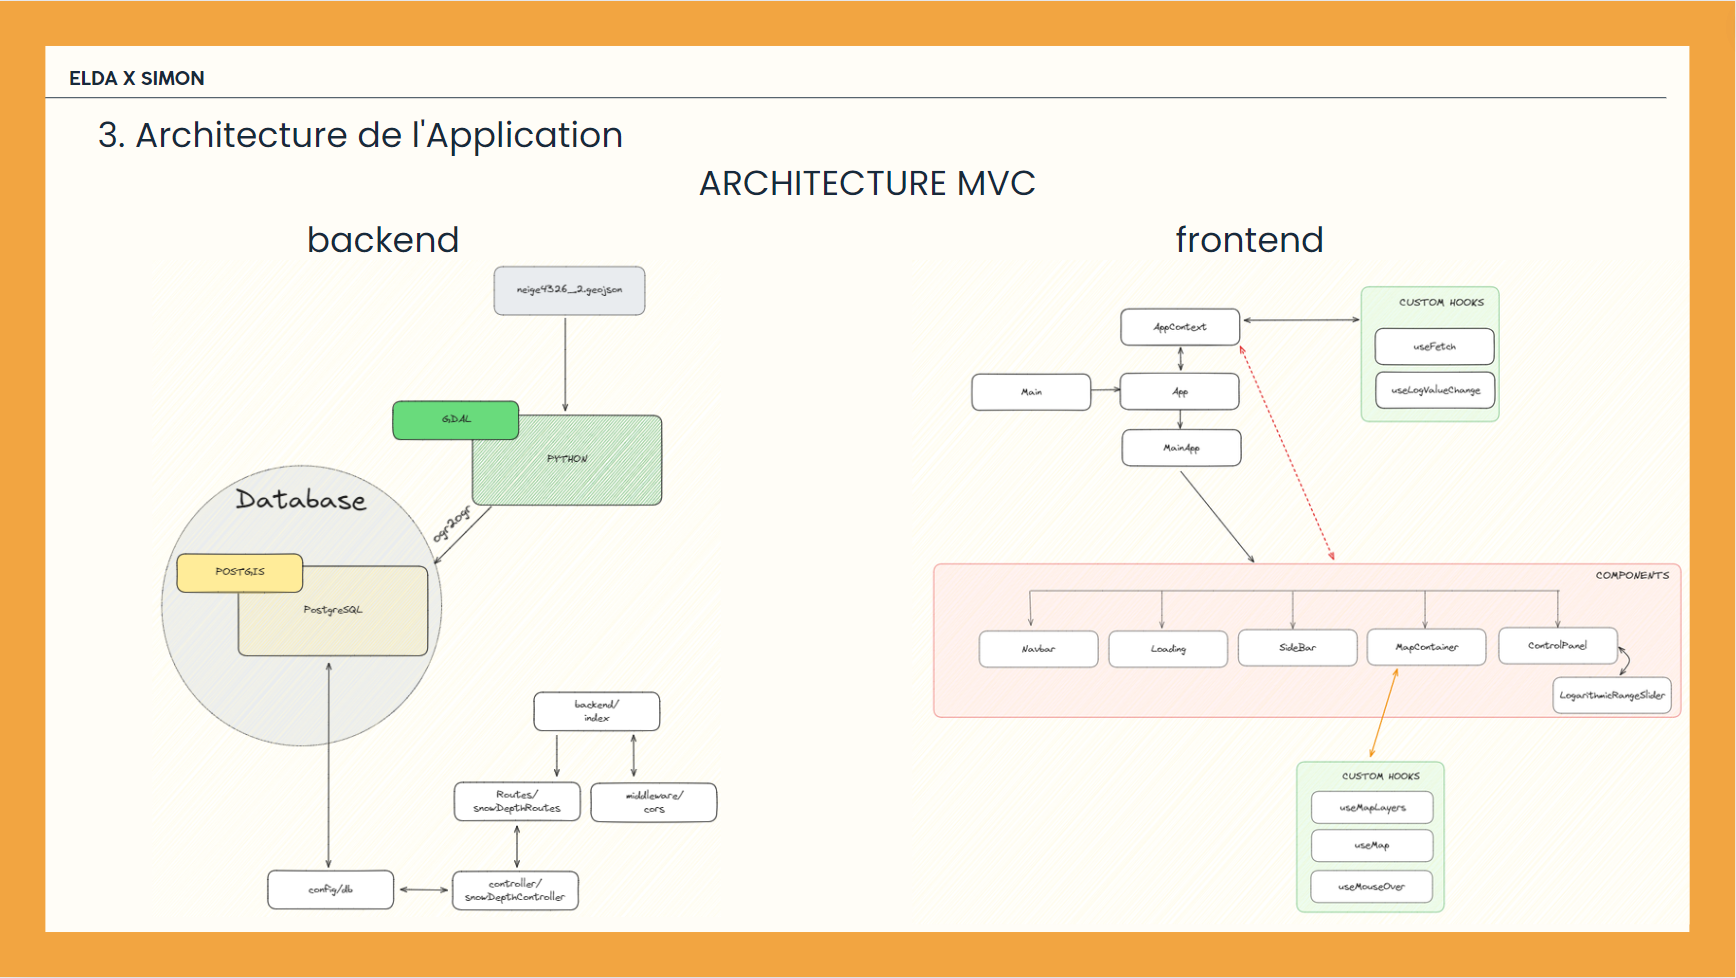 ELDA X SIMON
3. Architecture de l'Application
ARCHITECTURE MVC
backend
neige4326_2.geojson
GDAL
PYTHON
ogr2ogr
Database
POSTGIS
PostgreSQL
backend/
index
Routes/
snowDepthRoutes
middleware/
cors
config/db
controller/
snowDepthController
frontend
AppContext
CUSTOM HOOKS
useFetch
useLogValueChange
Main
App
MainApp
COMPONENTS
Navbar
Loading
SideBar
MapContainer
ControlPanel
LogarithmicRangeSlider
CUSTOM HOOKS
useMapLayers
useMap
useMouseOver